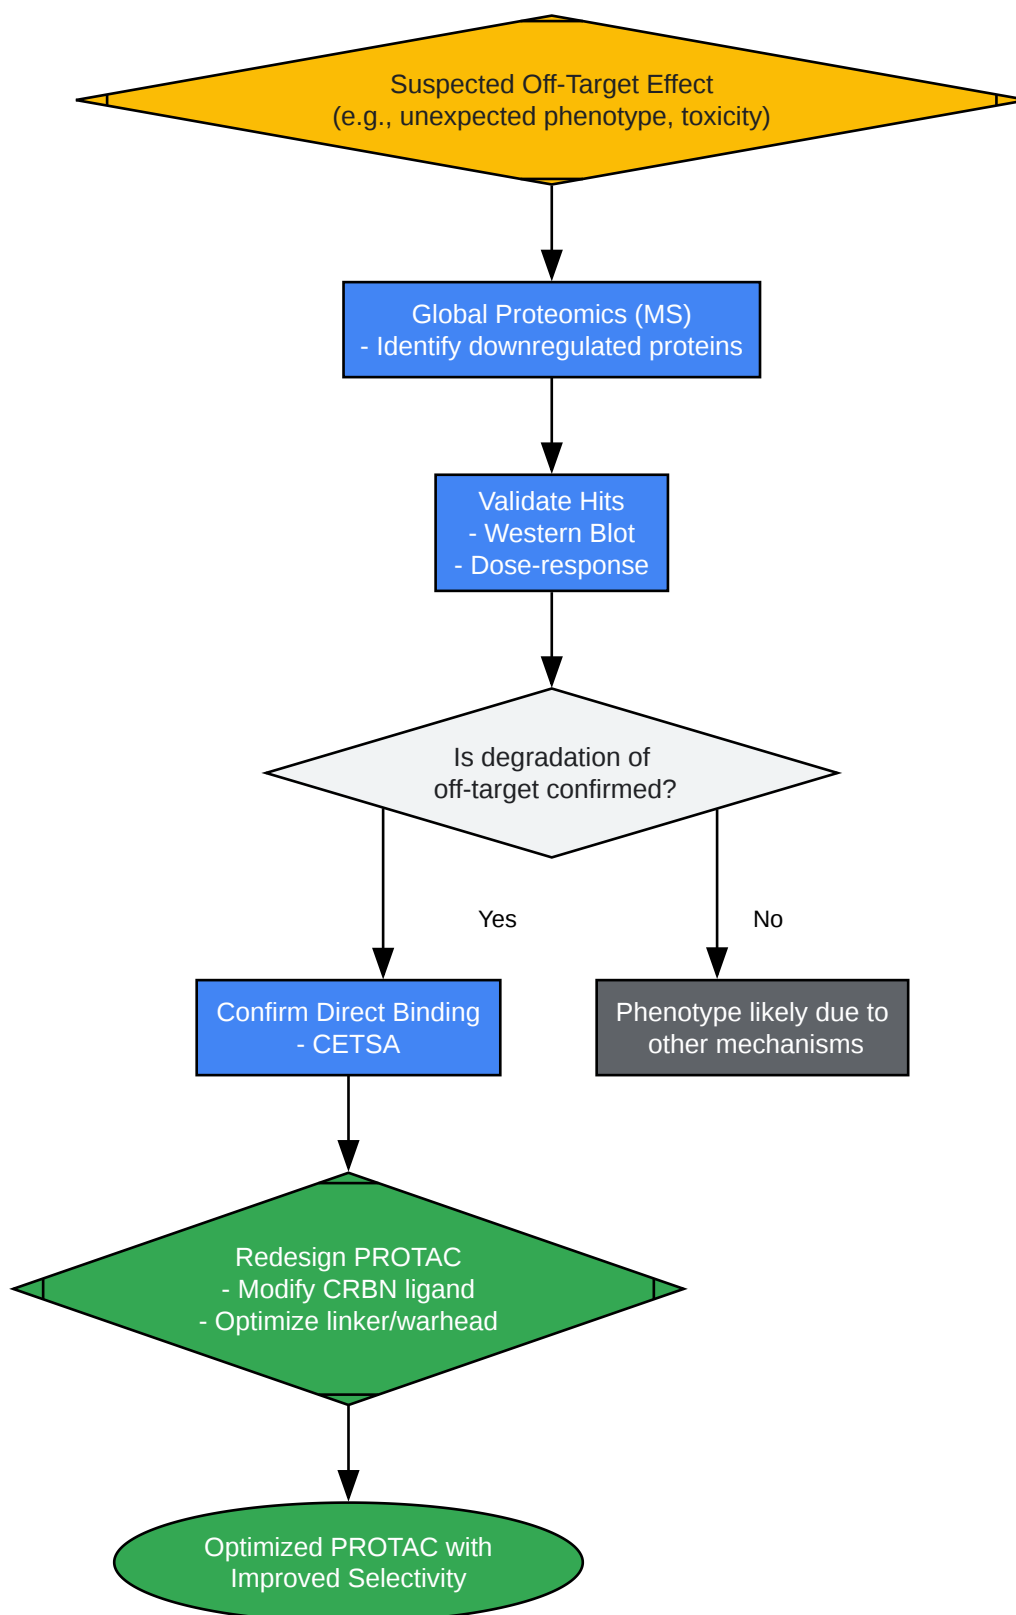 Suspected Off-Target Effect
(e.g., unexpected phenotype, toxicity)
Global Proteomics (MS)
- Identify downregulated proteins
Validate Hits
- Western Blot
- Dose-response
Is degradation of
off-target confirmed?
Yes
No
Confirm Direct Binding
- CETSA
Phenotype likely due to
other mechanisms
Redesign PROTAC
- Modify CRBN ligand
- Optimize linker/warhead
Optimized PROTAC with
Improved Selectivity